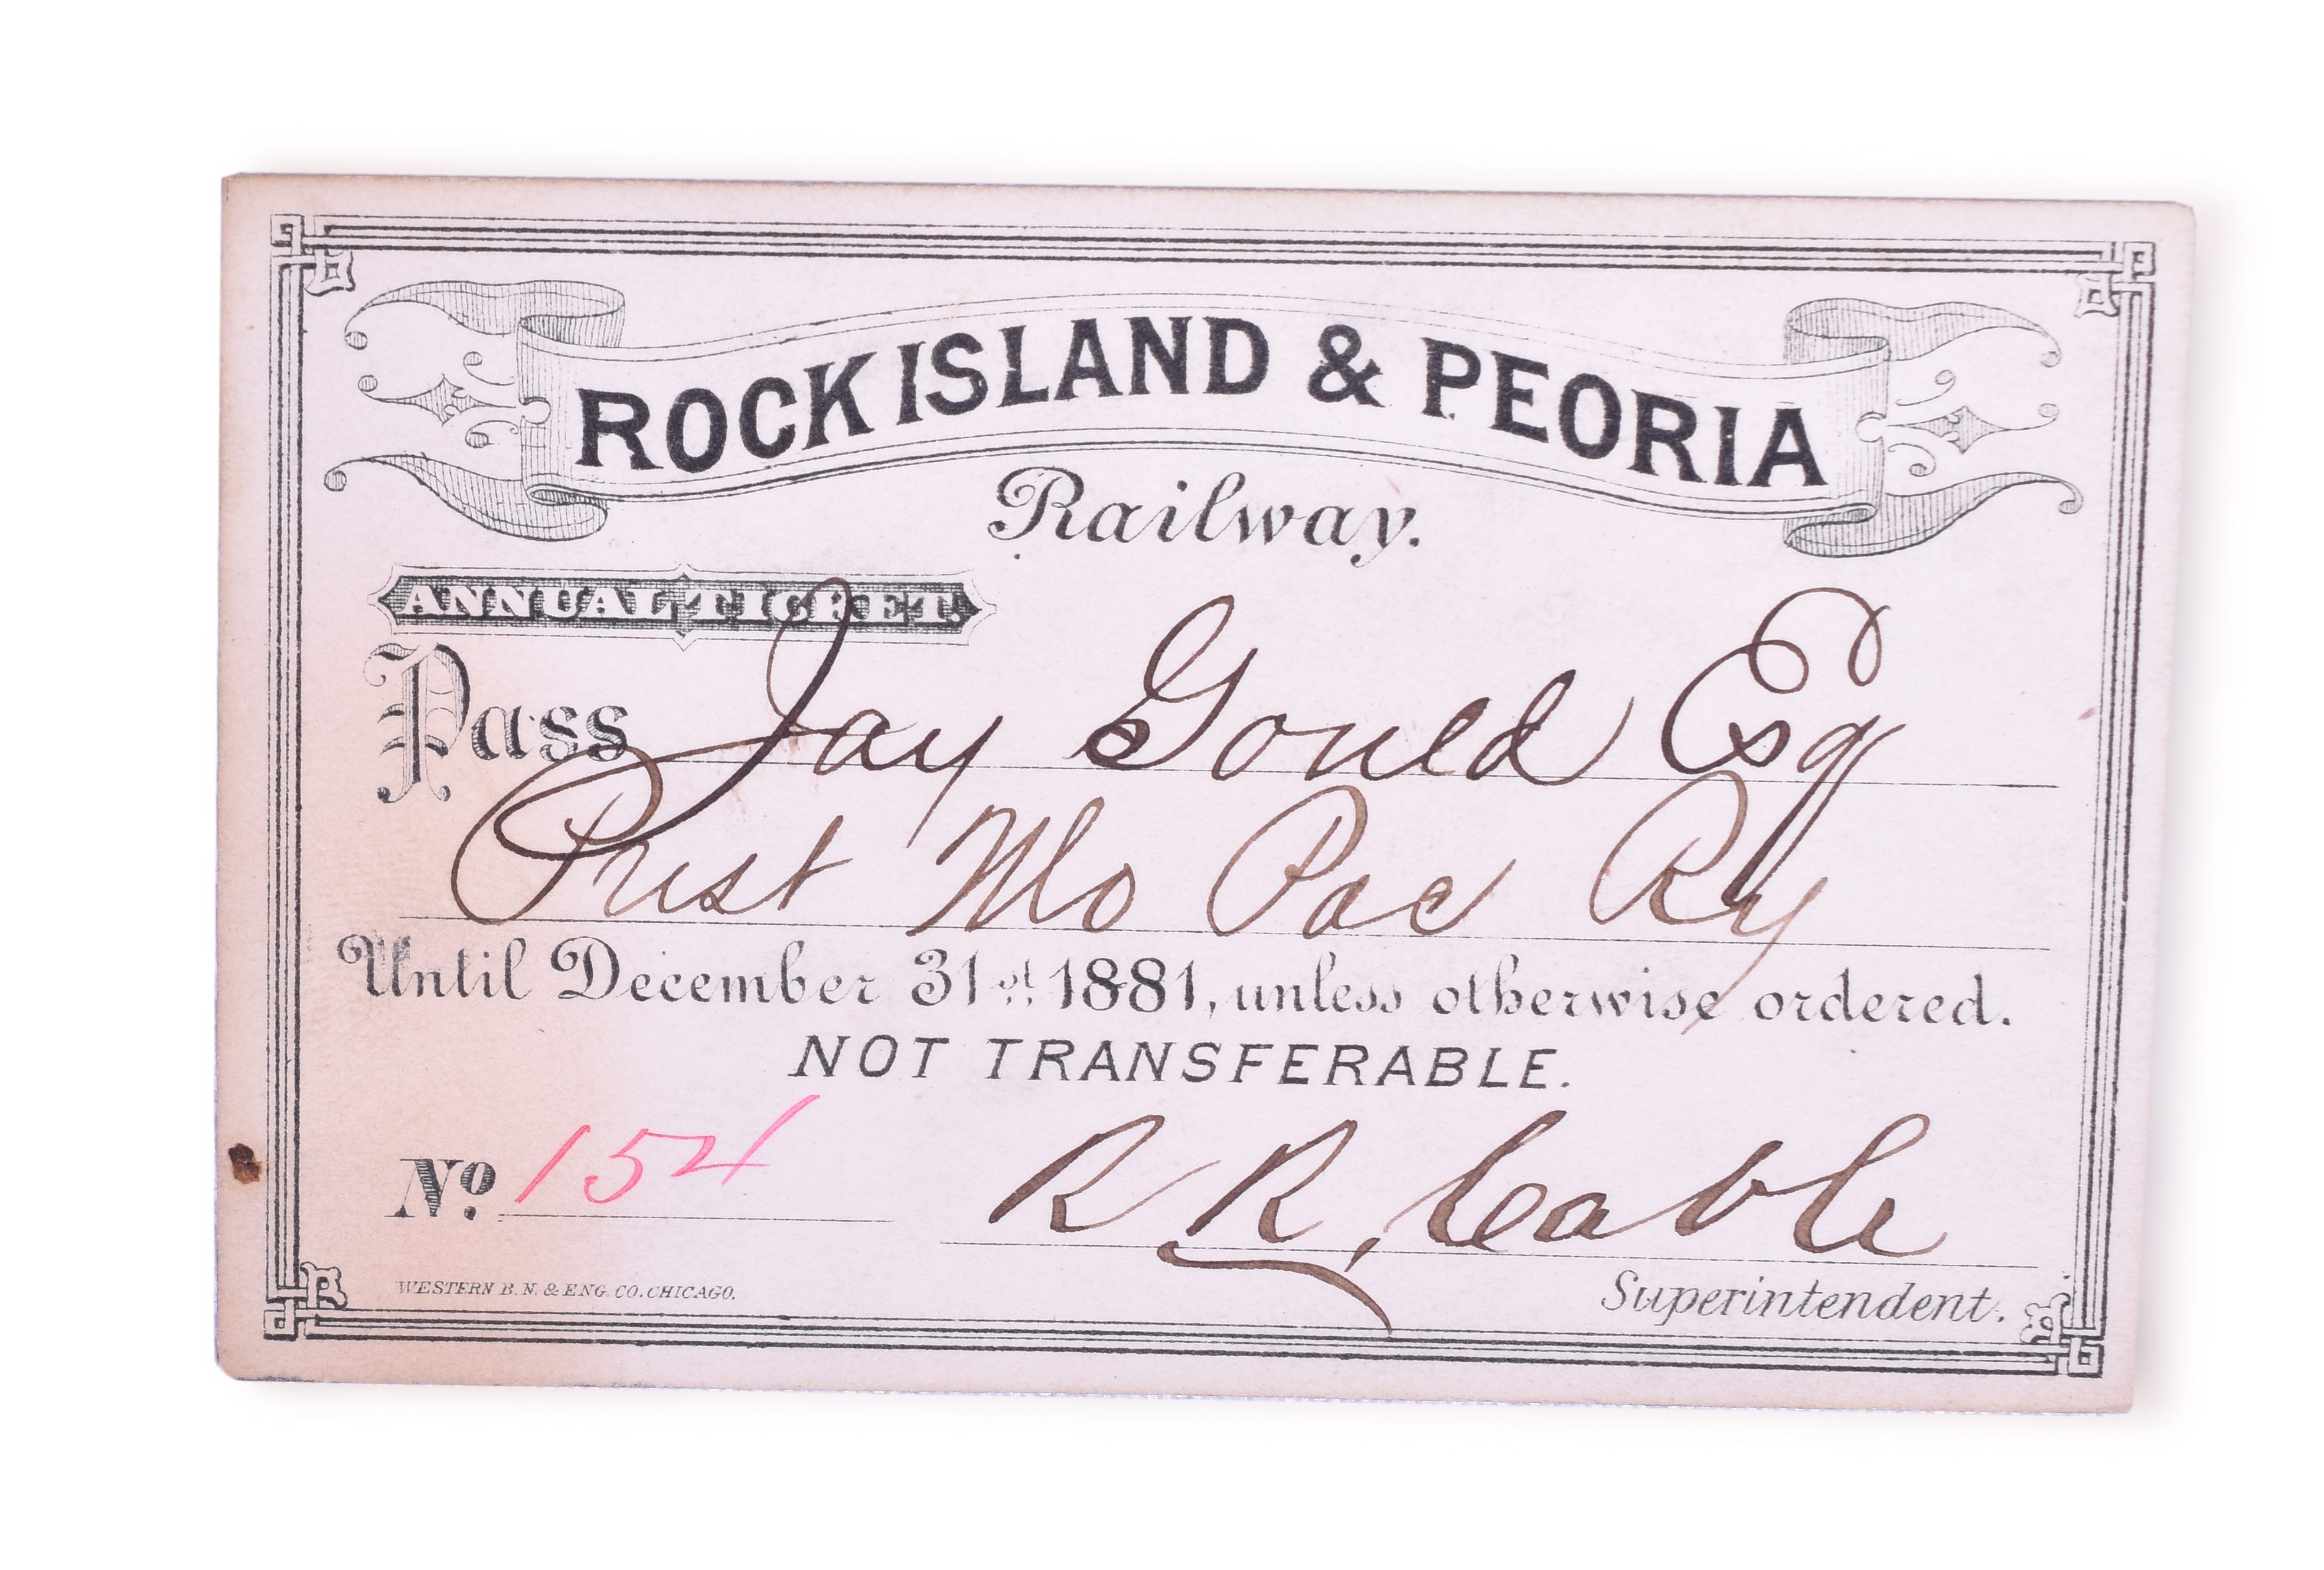 ROCK ISLAND & PEORIA
Railway.
ANNUAL TICKET.
Pass Jay Gould Esq
Prest Mo Pac Ry
Until December 31st 1881, unless otherwise ordered.
NOT TRANSFERABLE.
No. 154 R R. Cable
WESTERN B. N. & ENG. CO. CHICAGO. Superintendent.